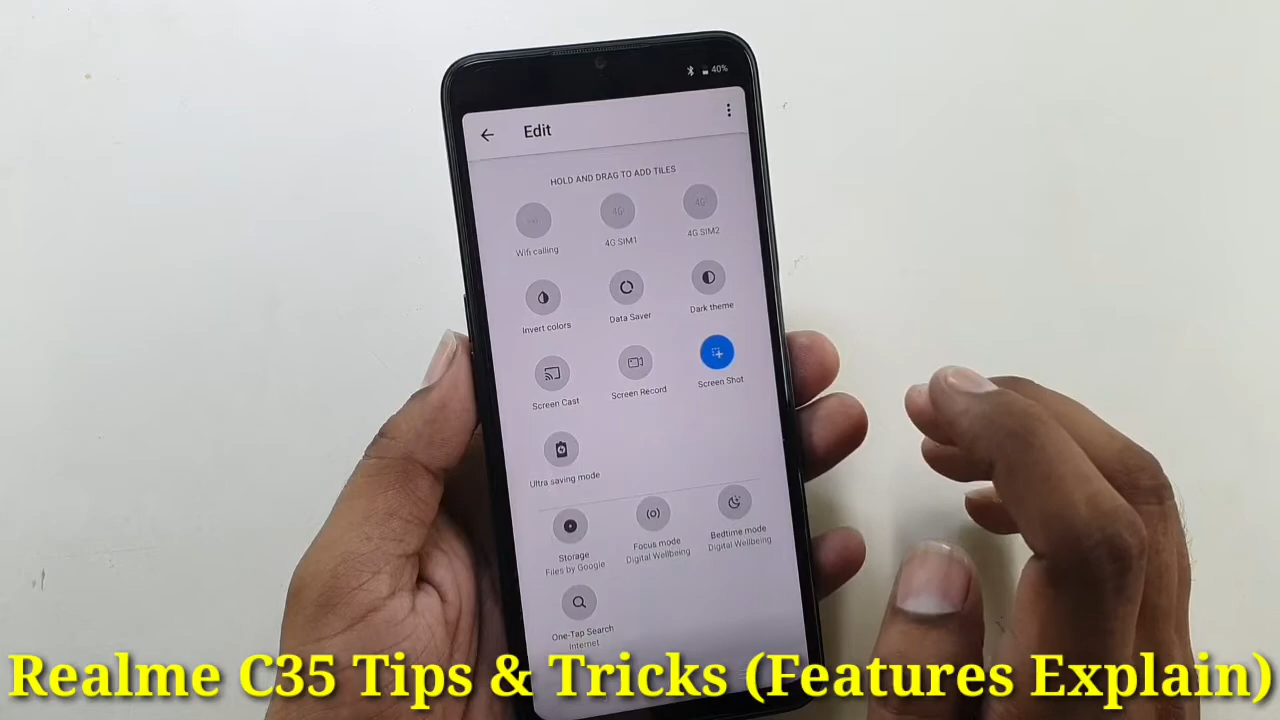 40%
Edit
HOLD AND DRAG TO ADD TILES
Wifi calling
4G SIM1
4G SIM2
Invert colors
Data Saver
Dark theme
Screen Cast
Screen Record
Screen Shot
Ultra saving mode
Storage
Files by Google
Focus mode
Digital Wellbeing
Bedtime mode
Digital Wellbeing
One-Tap Search
Internet
Realme C35 Tips & Tricks (Features Explain)